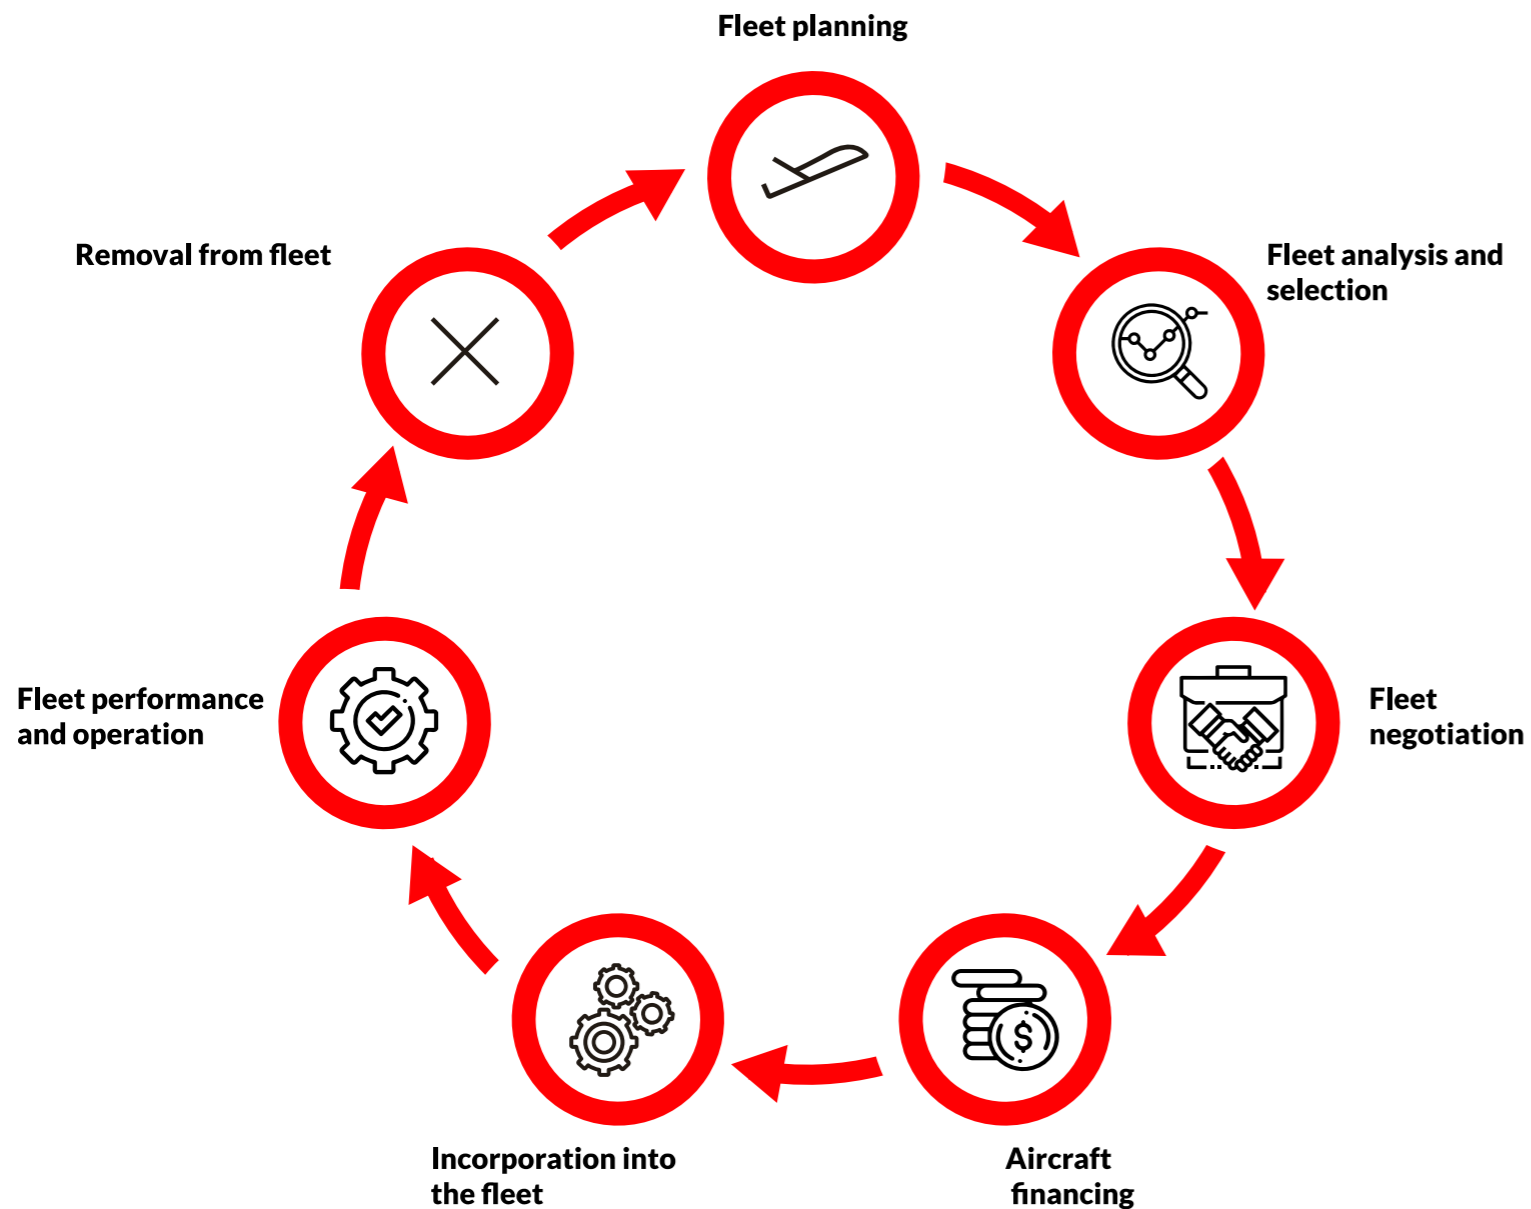 Fleet planning
Fleet analysis and
selection
Fleet
negotiation
Aircraft
financing
$
Incorporation into
the fleet
Fleet performance
and operation
Removal from fleet